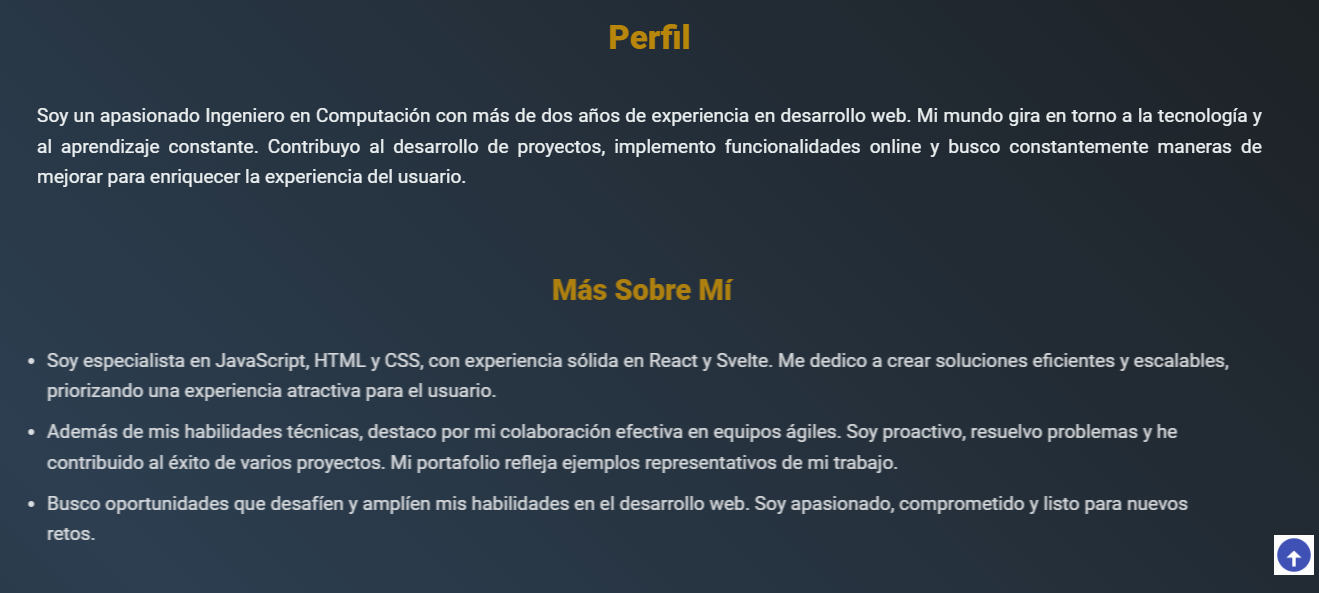 Perfil
Soy un apasionado Ingeniero en Computación con más de dos años de experiencia en desarrollo web. Mi mundo gira en torno a la tecnología y
al aprendizaje constante. Contribuyo al desarrollo de proyectos, implemento funcionalidades online y busco constantemente maneras de
mejorar para enriquecer la experiencia del usuario.
Más Sobre Mí
• Soy especialista en JavaScript, HTML y CSS, con experiencia sólida en React y Svelte. Me dedico a crear soluciones eficientes y escalables,
priorizando una experiencia atractiva para el usuario.
• Además de mis habilidades técnicas, destaco por mi colaboración efectiva en equipos ágiles. Soy proactivo, resuelvo problemas y he
contribuido al éxito de varios proyectos. Mi portafolio refleja ejemplos representativos de mi trabajo.
• Busco oportunidades que desafíen y amplíen mis habilidades en el desarrollo web. Soy apasionado, comprometido y listo para nuevos
retos.